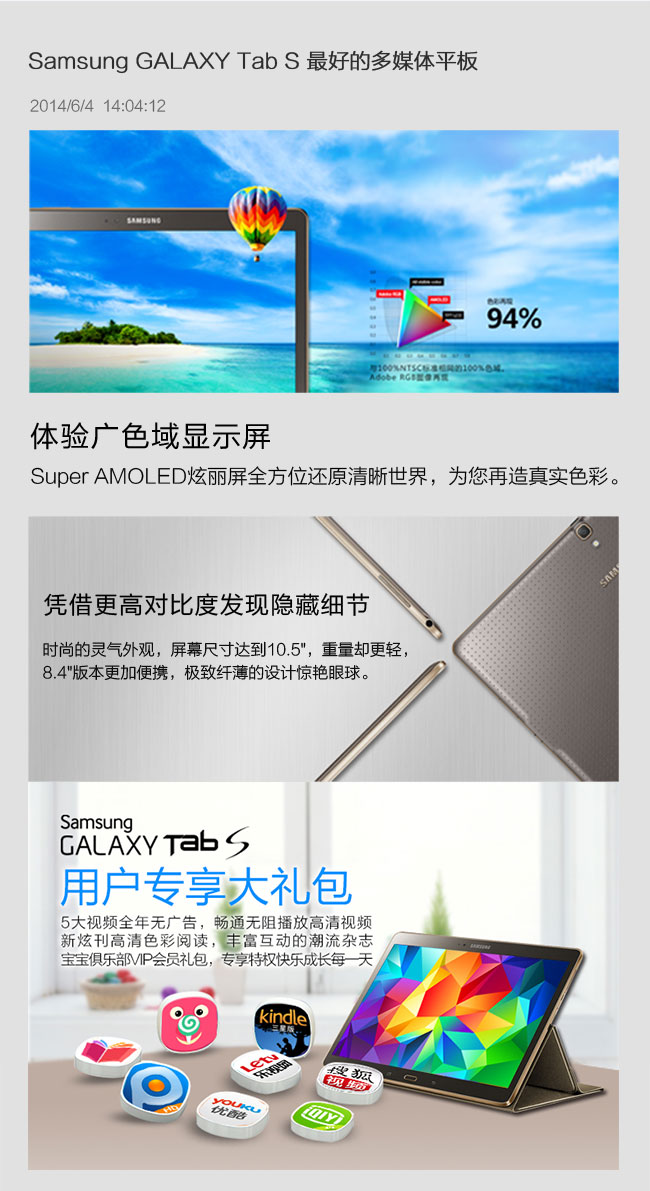 Samsung GALAXY Tab S 最好的多媒体平板
2014/6/4 14:04:12
SAMSUNG
Adobe RGB
AMOLED
色彩再现
94%
与100%NTSC标准相同的100%色域。
Adobe RGB图像再现
体验广色域显示屏
Super AMOLED炫丽屏全方位还原清晰世界，为您再造真实色彩。
凭借更高对比度发现隐藏细节
时尚的灵气外观，屏幕尺寸达到10.5"，重量却更轻，
8.4"版本更加便携，极致纤薄的设计惊艳眼球。
Samsung
GALAXY Tab S
用户专享大礼包
5大视频全年无广告，畅通无阻播放高清视频
新炫刊高清色彩阅读，丰富互动的潮流杂志
宝宝俱乐部VIP会员礼包，专享特权快乐成长每一天
SAMSUNG
kindle
三星版
Letv
乐视网
搜狐
视频
HD
YOUKU
优酷
QIY